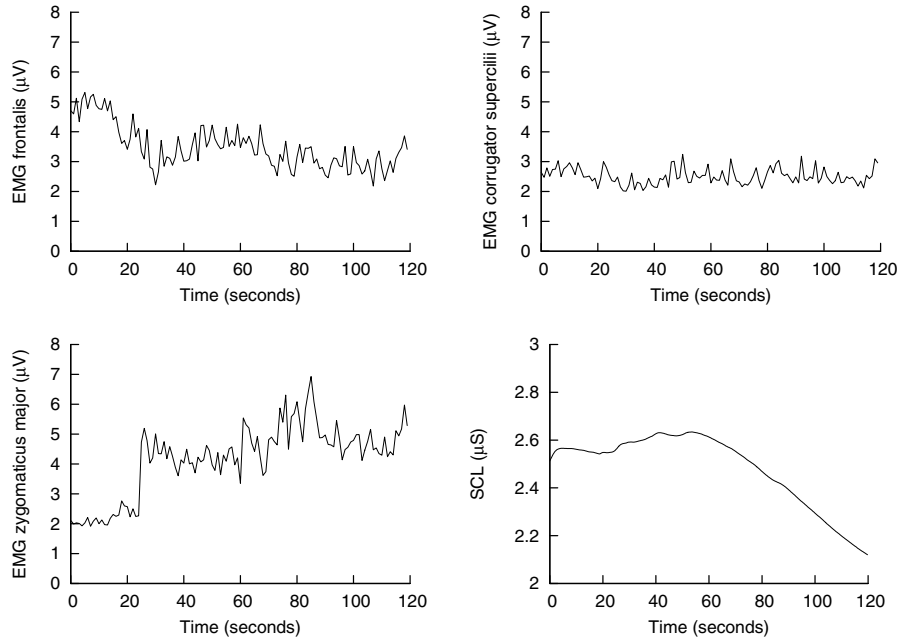 EMG frontalis (μV)
8
7
6
5
4
3
2
1
0
0 20 40 60 80 100 120
Time (seconds)
EMG corrugator supercilii (μV)
8
7
6
5
4
3
2
1
0
0 20 40 60 80 100 120
Time (seconds)
EMG zygomaticus major (μV)
8
7
6
5
4
3
2
1
0
0 20 40 60 80 100 120
Time (seconds)
SCL (μS)
3
2.8
2.6
2.4
2.2
2
0 20 40 60 80 100 120
Time (seconds)